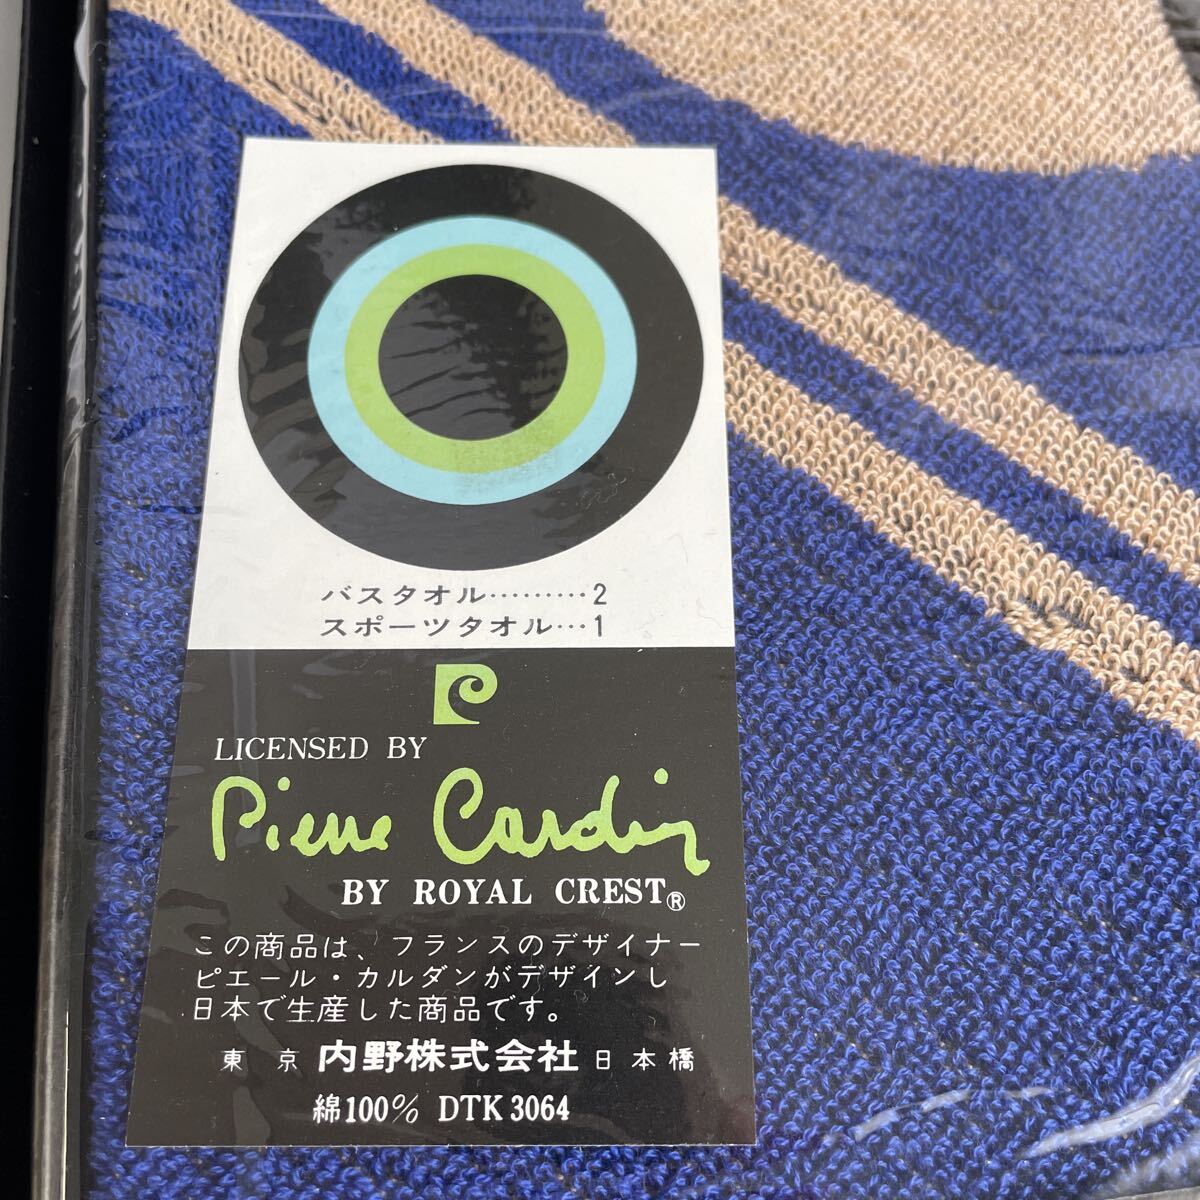 バスタオル………2
スポーツタオル…1
LICENSED BY
Pierre Cardin
BY ROYAL CREST®
この商品は、フランスのデザイナー
ピエール・カルダンがデザインし
日本で生産した商品です。
東京 内野株式会社 日本橋
綿100% DTK 3064